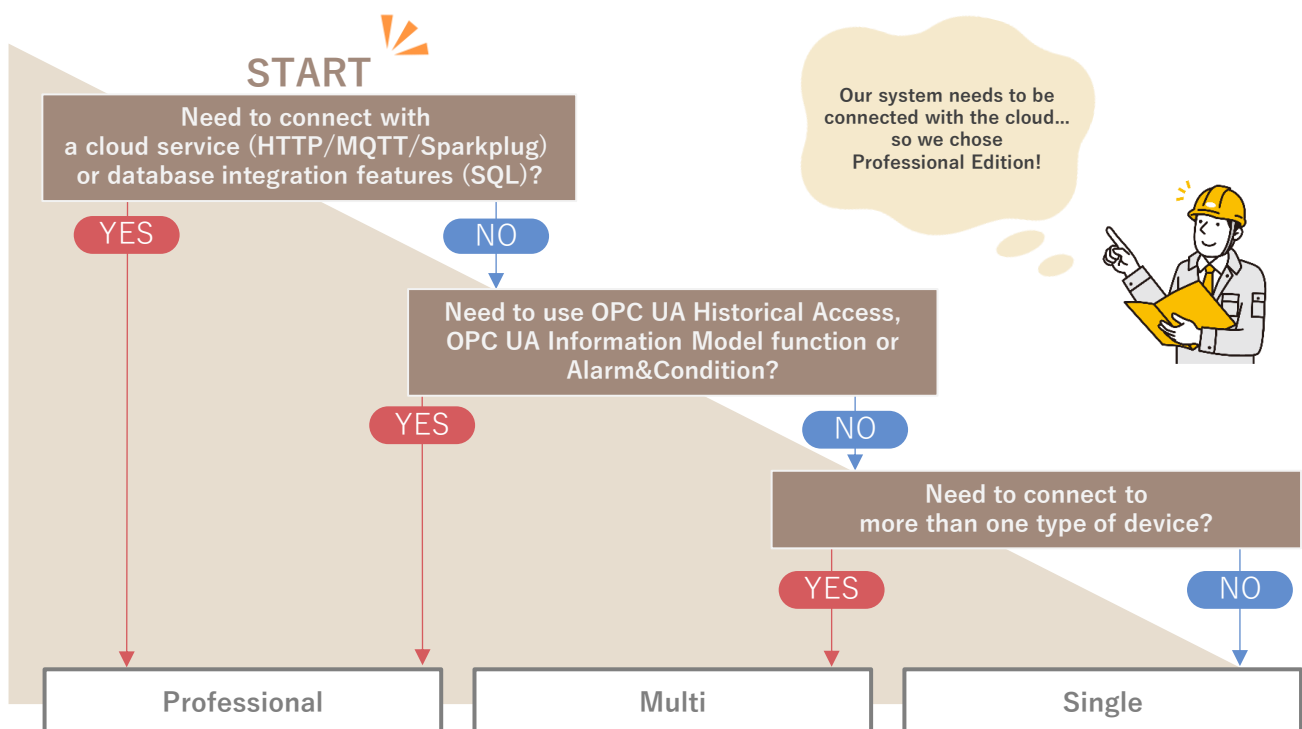 START
Need to connect with
a cloud service (HTTP/MQTT/Sparkplug)
or database integration features (SQL)?
Our system needs to be
connected with the cloud...
so we chose
Professional Edition!
YES
NO
Need to use OPC UA Historical Access,
OPC UA Information Model function or
Alarm&Condition?
YES
NO
Need to connect to
more than one type of device?
YES
NO
Professional
Multi
Single